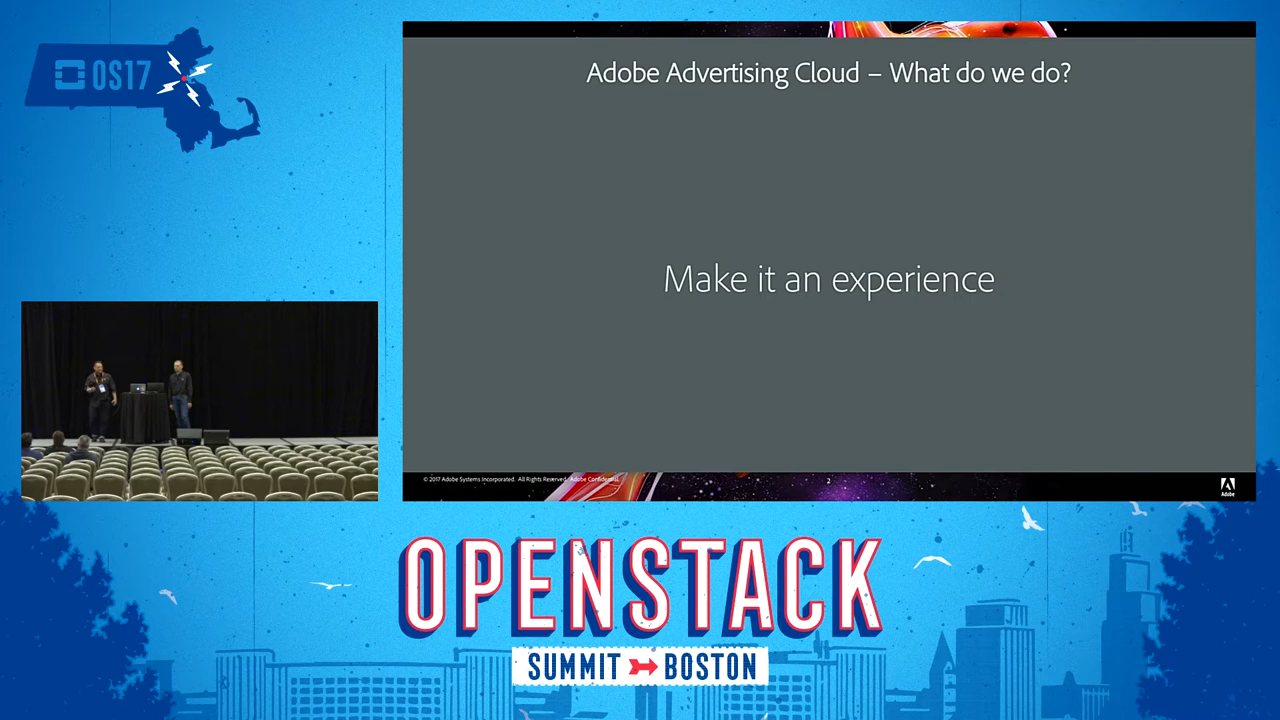 OS17
Adobe Advertising Cloud – What do we do?
Make it an experience
© 2017 Adobe Systems Incorporated. All Rights Reserved. Adobe Confidential.
2
Adobe
OPENSTACK
SUMMIT BOSTON